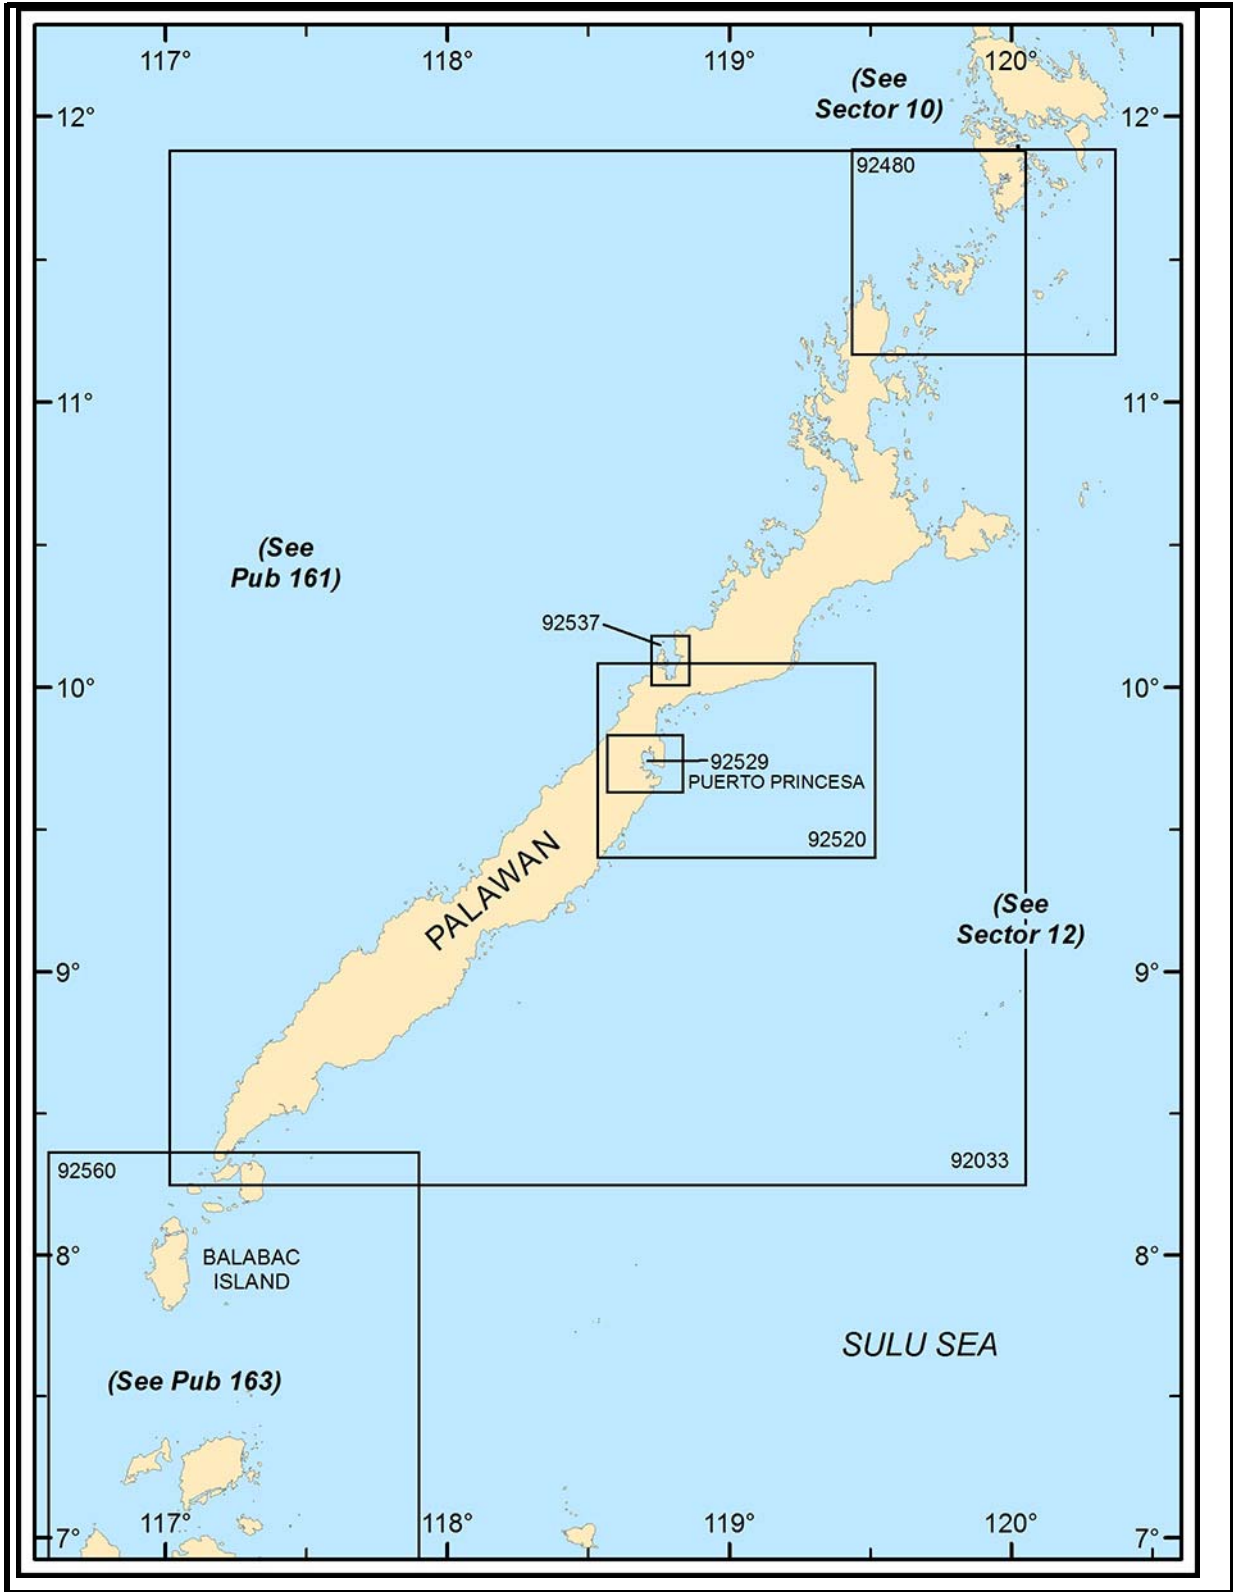 117°
118°
119°
120°
(See
Sector 10)
12°
12°
92480
11°
11°
(See
Pub 161)
92537
10°
10°
92529
PUERTO PRINCESA
92520
PALAWAN
(See
Sector 12)
9°
9°
92033
92560
8°
8°
BALABAC
ISLAND
SULU SEA
(See Pub 163)
117°
118°
119°
120°
7°
7°